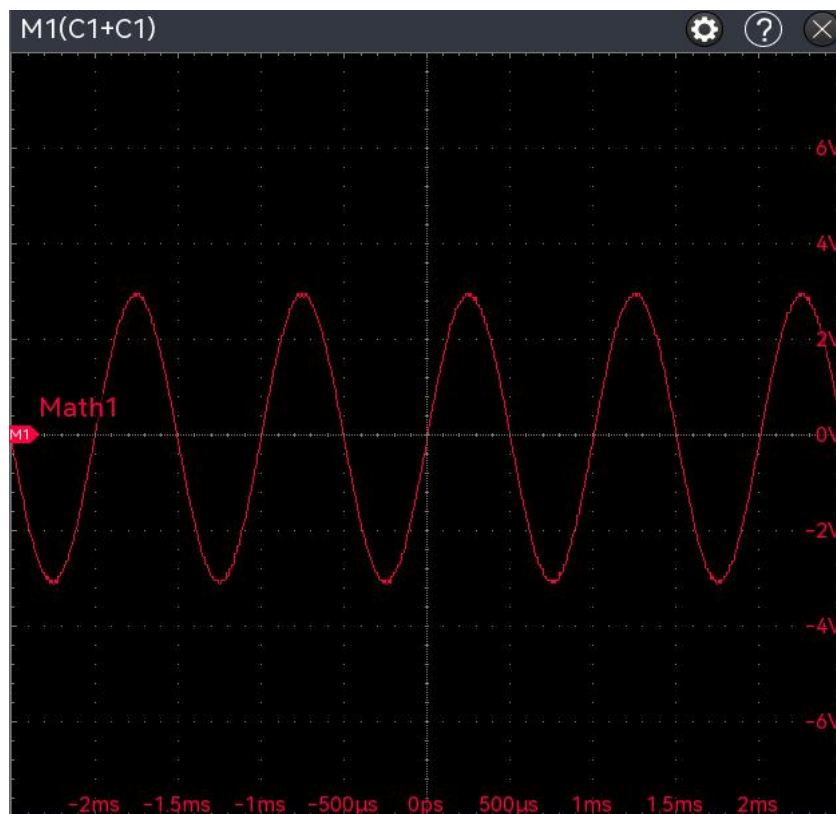 M1(C1+C1)
?
6V
4V
2V
Math1
M1
0V
-2V
-4V
-6V
-2ms -1.5ms -1ms -500µs 0ps 500µs 1ms 1.5ms 2ms